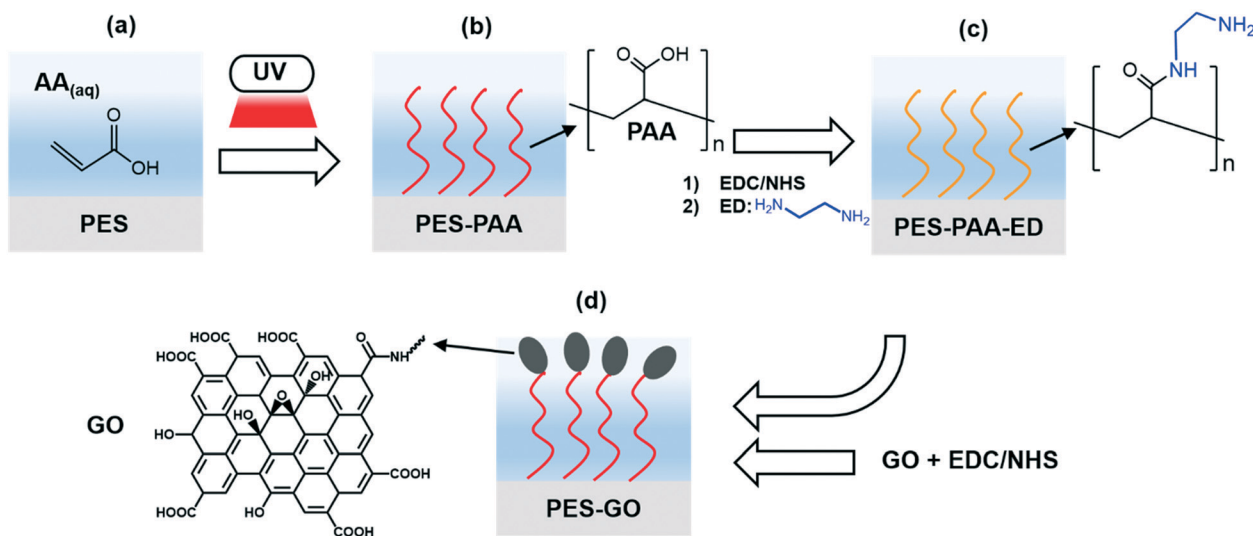 (a)
AA(aq)
O
OH
PES
UV
(b)
PES-PAA
O
OH
PAA
n
1) EDC/NHS
2) ED: H2N NH2
(c)
PES-PAA-ED
NH2
O
NH
n
(d)
GO
HOOC
HOOC
HOOC
O
NH
OH
O
HO
HO
COOH
HOOC
HO
COOH
COOH
PES-GO
GO + EDC/NHS